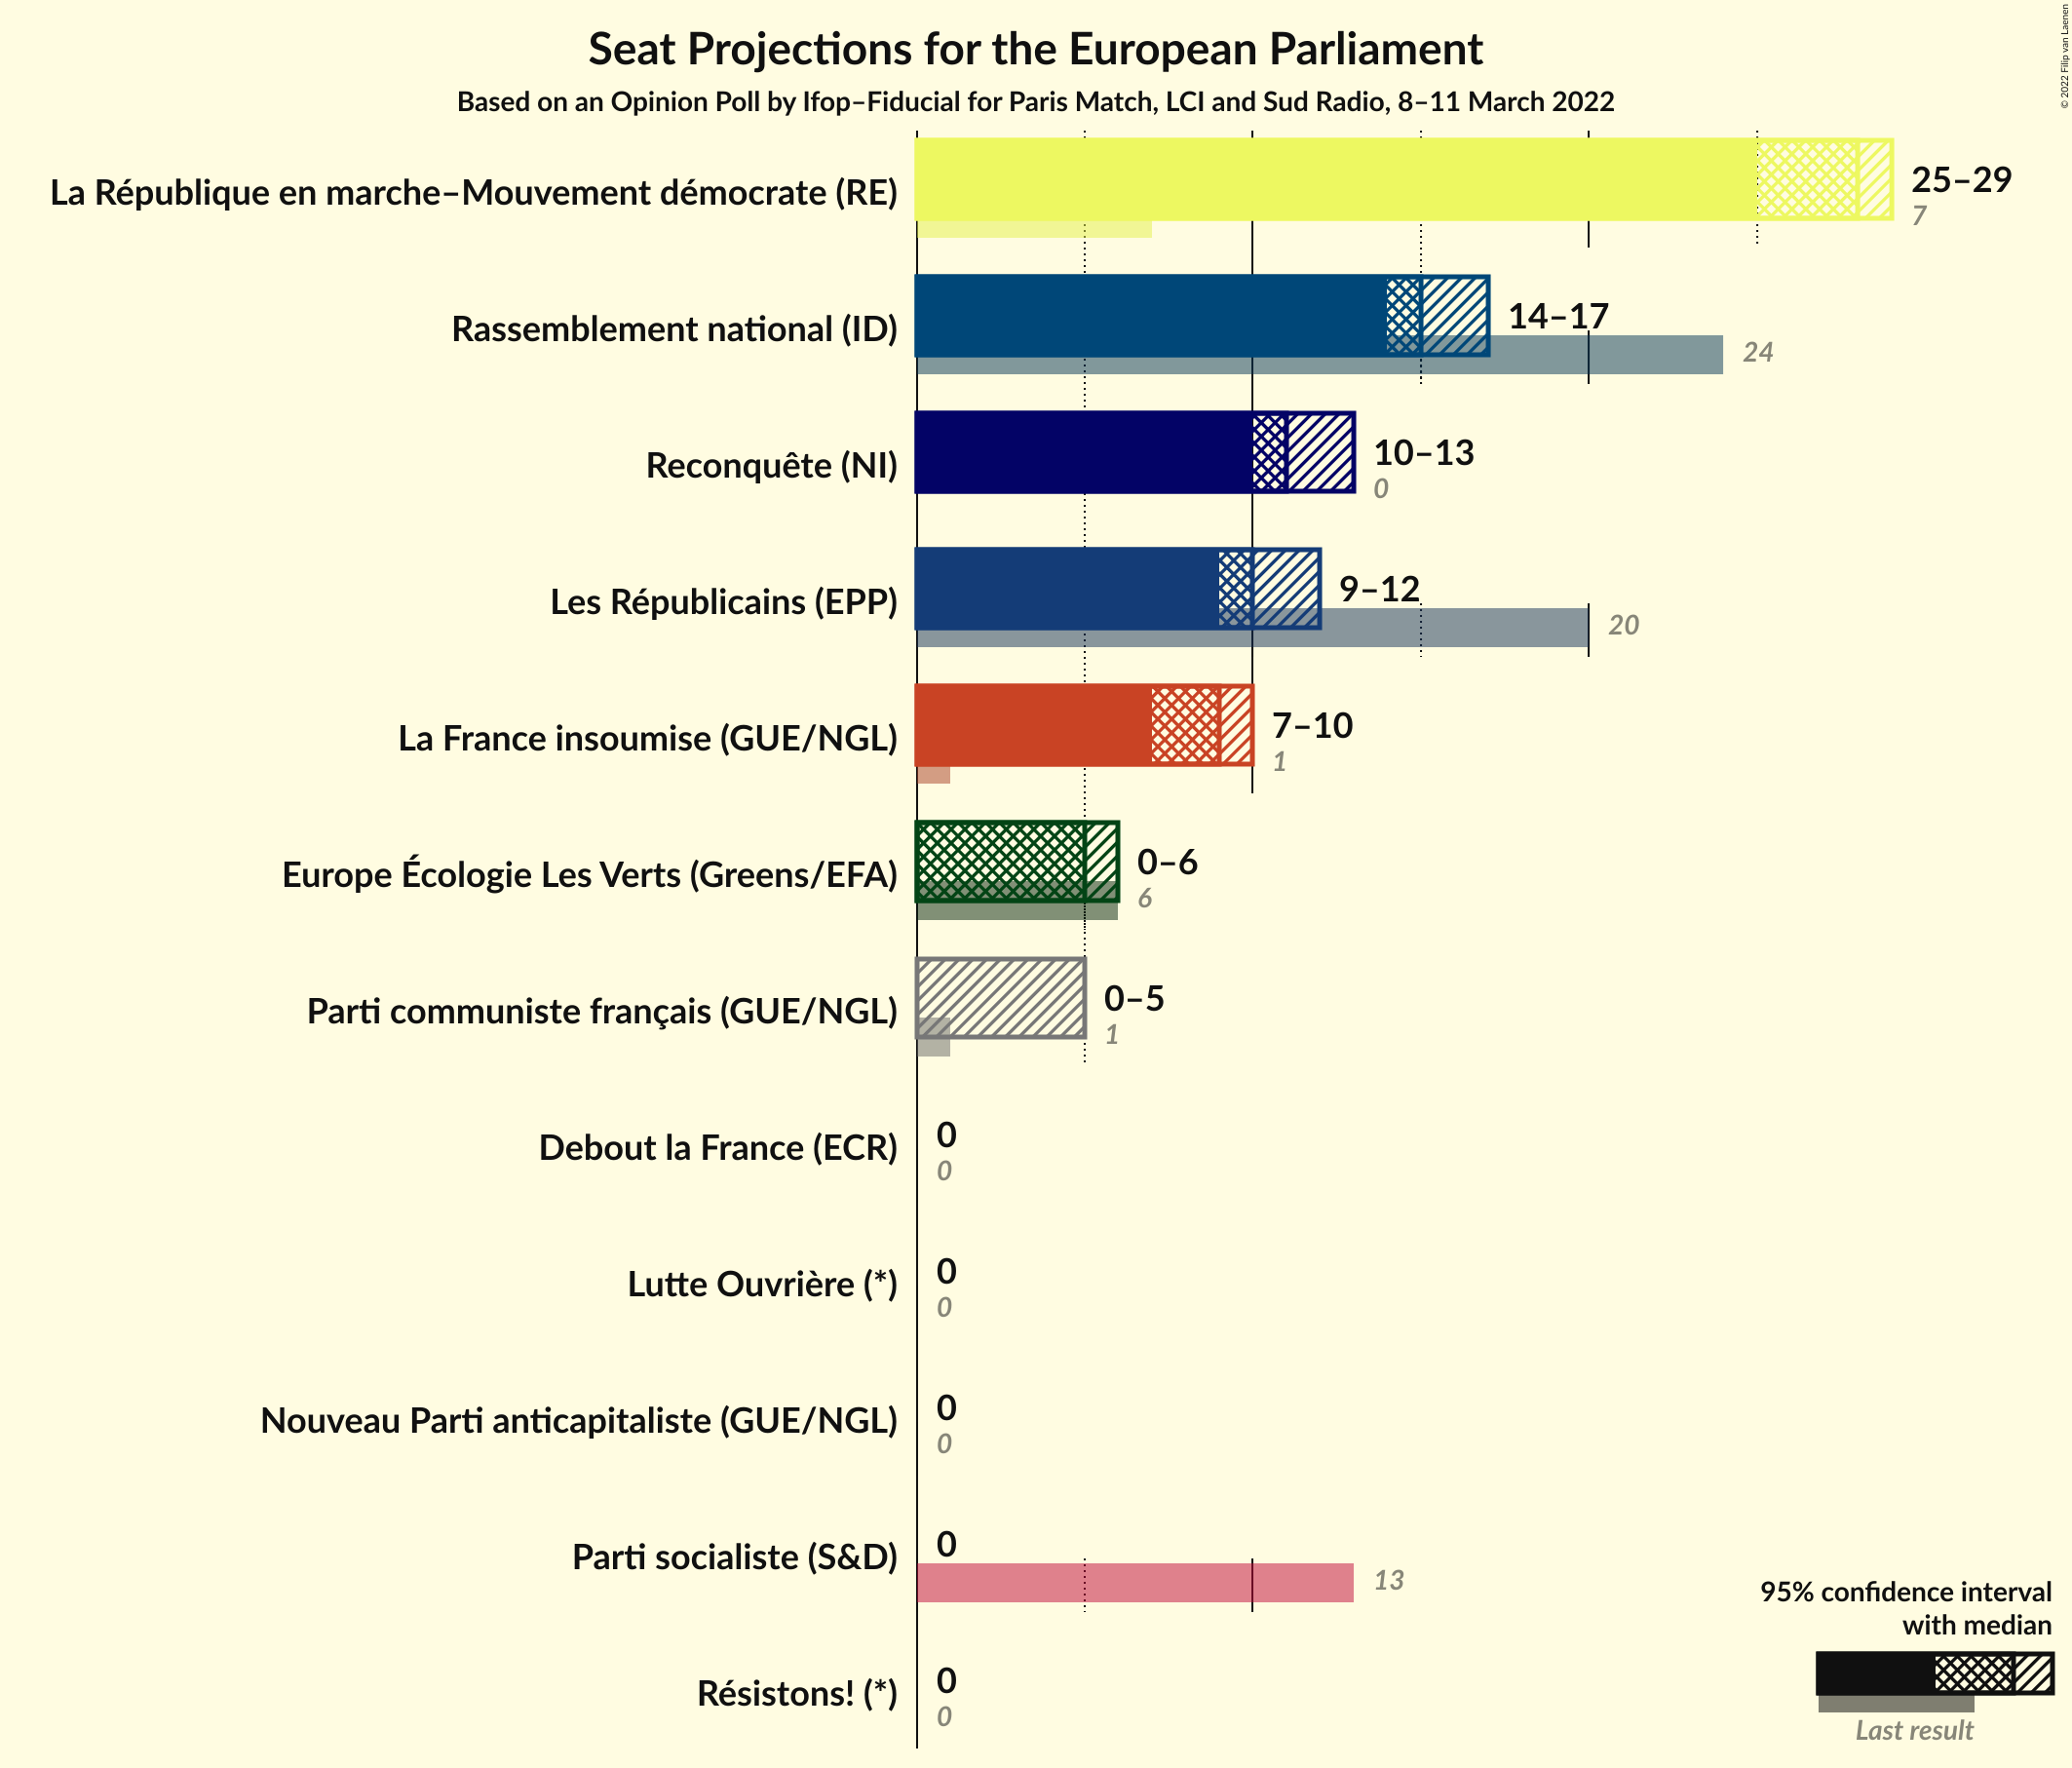 Seat Projections for the European Parliament
Based on an Opinion Poll by Ifop–Fiducial for Paris Match, LCI and Sud Radio, 8–11 March 2022
© 2022 Filip van Laenen
La République en marche–Mouvement démocrate (RE)
25–29
7
Rassemblement national (ID)
14–17
24
Reconquête (NI)
10–13
0
Les Républicains (EPP)
9–12
20
La France insoumise (GUE/NGL)
7–10
1
Europe Écologie Les Verts (Greens/EFA)
0–6
6
Parti communiste français (GUE/NGL)
0–5
1
Debout la France (ECR)
0
0
Lutte Ouvrière (*)
0
0
Nouveau Parti anticapitaliste (GUE/NGL)
0
0
Parti socialiste (S&D)
0
13
Résistons! (*)
0
0
95% confidence interval
with median
Last result